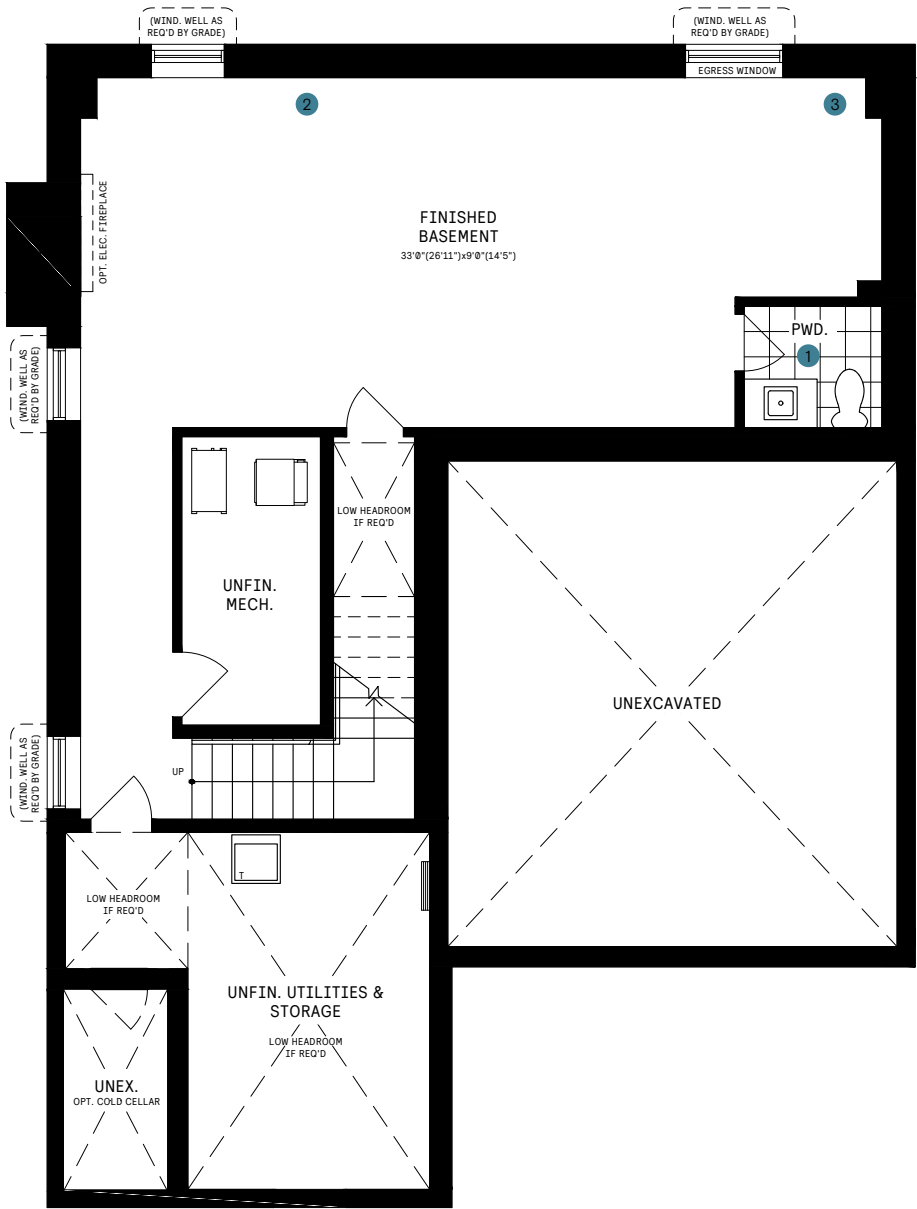 (WIND. WELL AS
REQ'D BY GRADE)
(WIND. WELL AS
REQ'D BY GRADE)
EGRESS WINDOW
2
3
OPT. ELEC. FIREPLACE
FINISHED
BASEMENT
33'0"(26'11")x9'0"(14'5")
PWD.
1
(WIND. WELL AS
REQ'D BY GRADE)
LOW HEADROOM
IF REQ'D
UNFIN.
MECH.
UNEXCAVATED
UP
(WIND. WELL AS
REQ'D BY GRADE)
T
LOW HEADROOM
IF REQ'D
UNFIN. UTILITIES &
STORAGE
LOW HEADROOM
IF REQ'D
UNEX.
OPT. COLD CELLAR